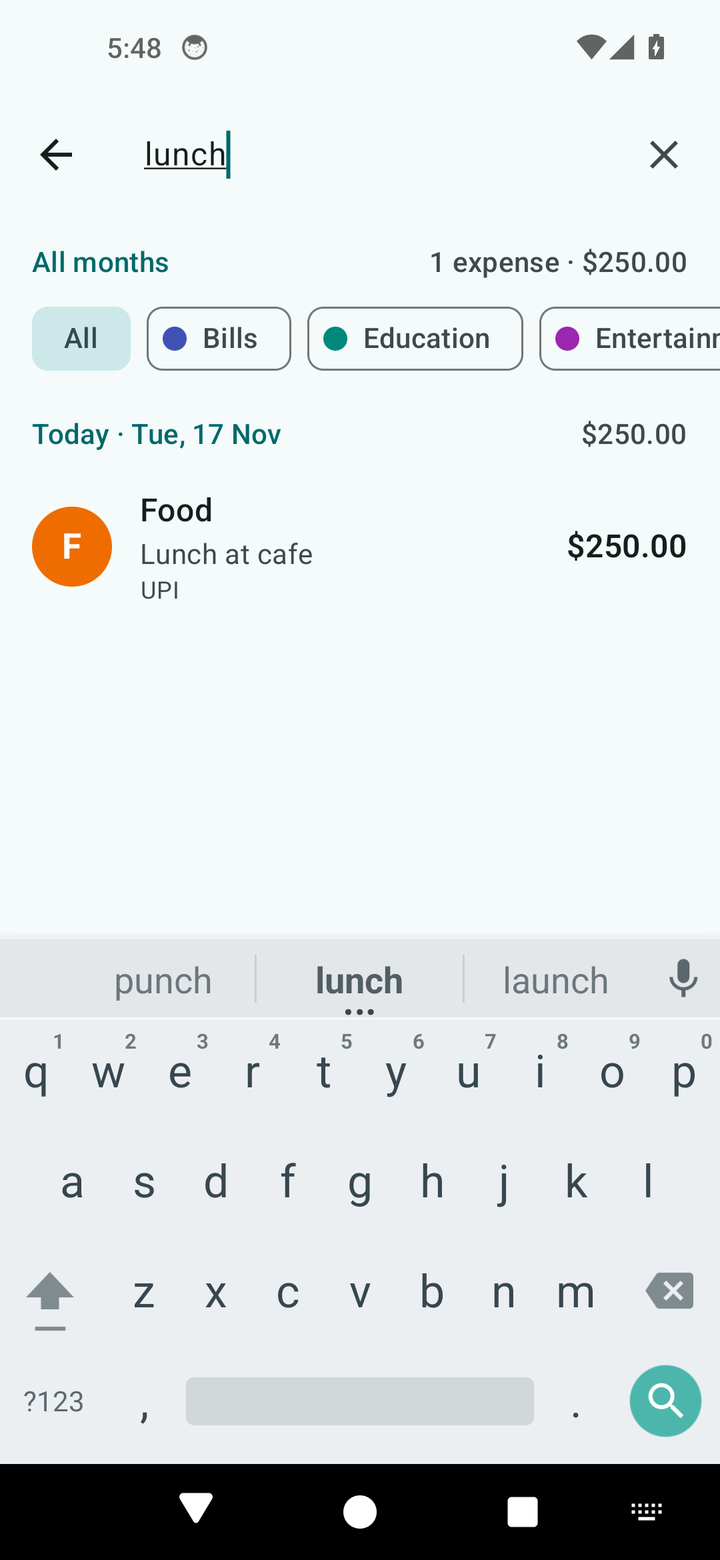 5:48
lunch
All months 1 expense · $250.00
All Bills Education Entertainm
Today · Tue, 17 Nov $250.00
F Food
Lunch at cafe $250.00
UPI
punch lunch launch
1 2 3 4 5 6 7 8 9 0
q w e r t y u i o p
a s d f g h j k l
z x c v b n m
?123 , .